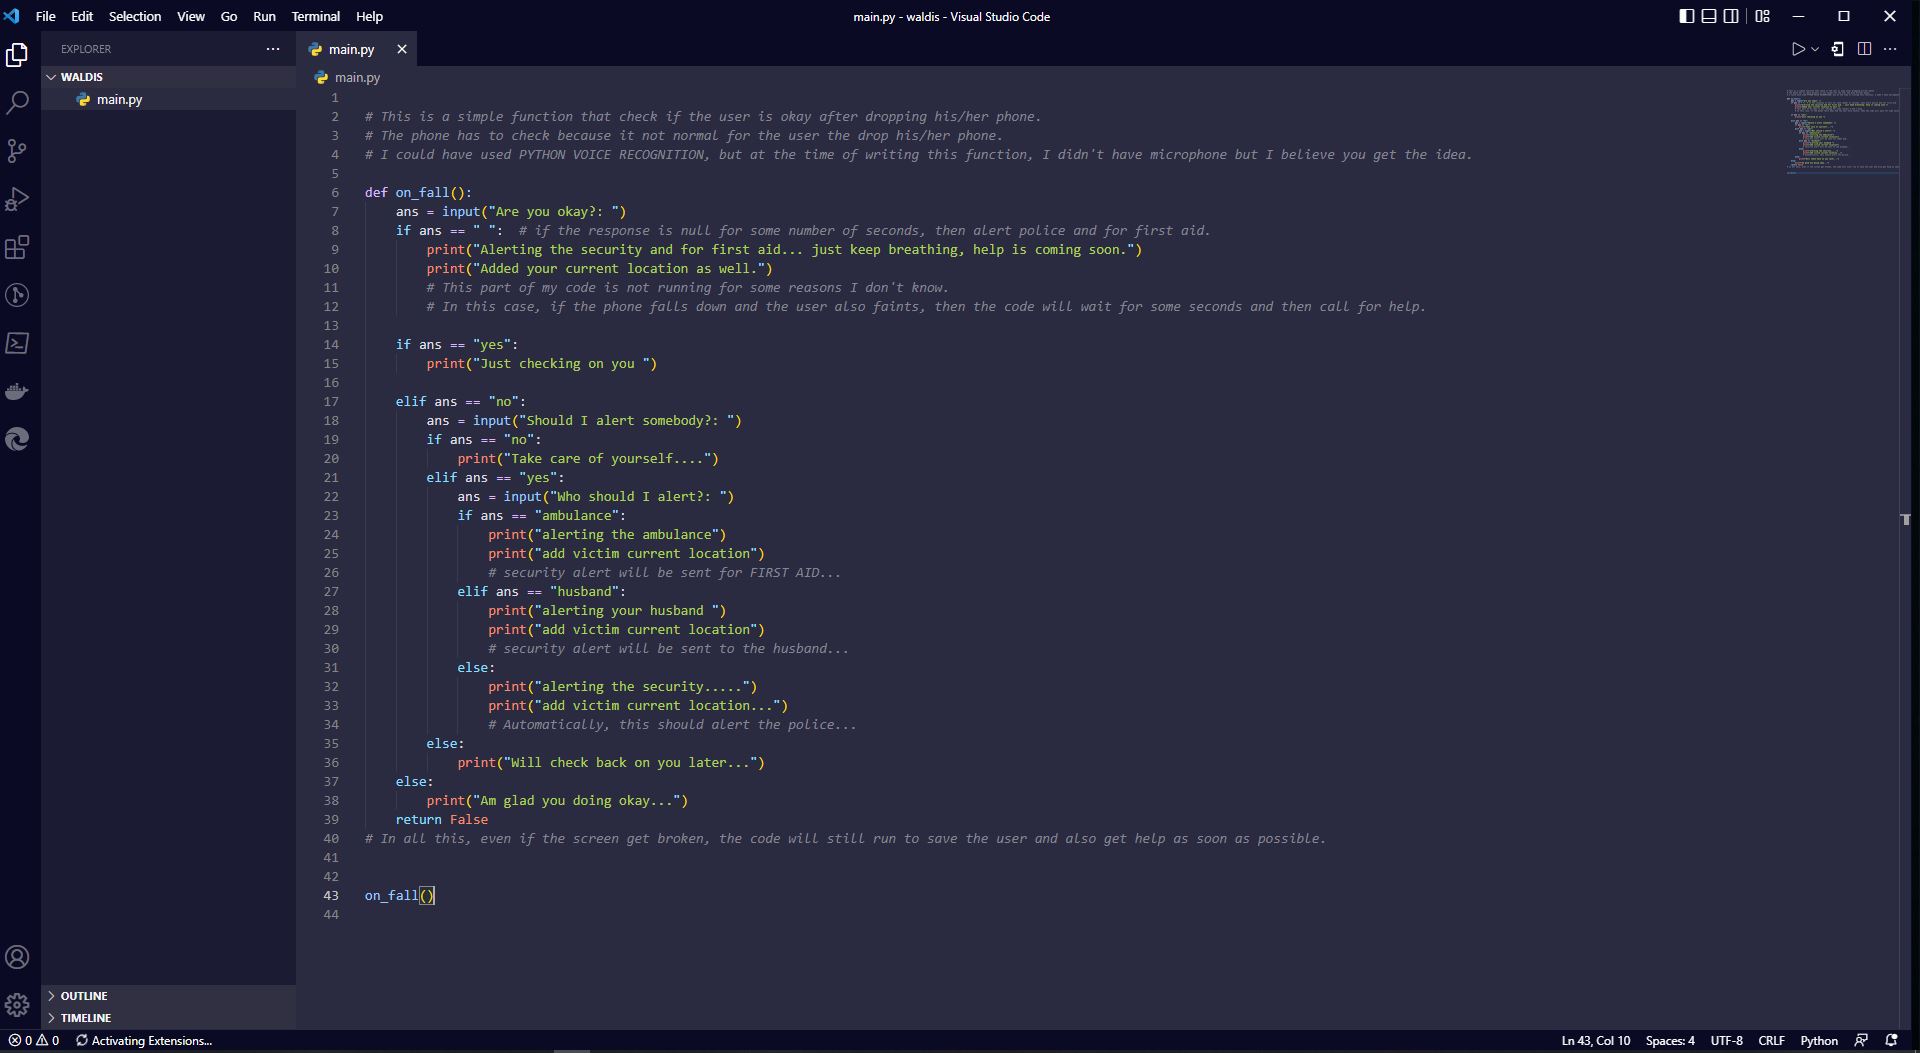 File Edit Selection View Go Run Terminal Help
main.py - waldis - Visual Studio Code
EXPLORER
WALDIS
main.py
OUTLINE
TIMELINE
main.py
main.py
1
2 # This is a simple function that check if the user is okay after dropping his/her phone.
3 # The phone has to check because it not normal for the user the drop his/her phone.
4 # I could have used PYTHON VOICE RECOGNITION, but at the time of writing this function, I didn't have microphone but I believe you get the idea.
5
6 def on_fall():
7     ans = input("Are you okay?: ")
8     if ans == " ":  # if the response is null for some number of seconds, then alert police and for first aid.
9         print("Alerting the security and for first aid... just keep breathing, help is coming soon.")
10         print("Added your current location as well.")
11         # This part of my code is not running for some reasons I don't know.
12         # In this case, if the phone falls down and the user also faints, then the code will wait for some seconds and then call for help.
13
14     if ans == "yes":
15         print("Just checking on you ")
16
17     elif ans == "no":
18         ans = input("Should I alert somebody?: ")
19         if ans == "no":
20             print("Take care of yourself....")
21         elif ans == "yes":
22             ans = input("Who should I alert?: ")
23             if ans == "ambulance":
24                 print("alerting the ambulance")
25                 print("add victim current location")
26                 # security alert will be sent for FIRST AID...
27             elif ans == "husband":
28                 print("alerting your husband ")
29                 print("add victim current location")
30                 # security alert will be sent to the husband...
31             else:
32                 print("alerting the security.....")
33                 print("add victim current location...")
34                 # Automatically, this should alert the police...
35         else:
36             print("Will check back on you later...")
37     else:
38         print("Am glad you doing okay...")
39     return False
40 # In all this, even if the screen get broken, the code will still run to save the user and also get help as soon as possible.
41
42
43 on_fall()
44
0 0 Activating Extensions...
Ln 43, Col 10 Spaces: 4 UTF-8 CRLF Python